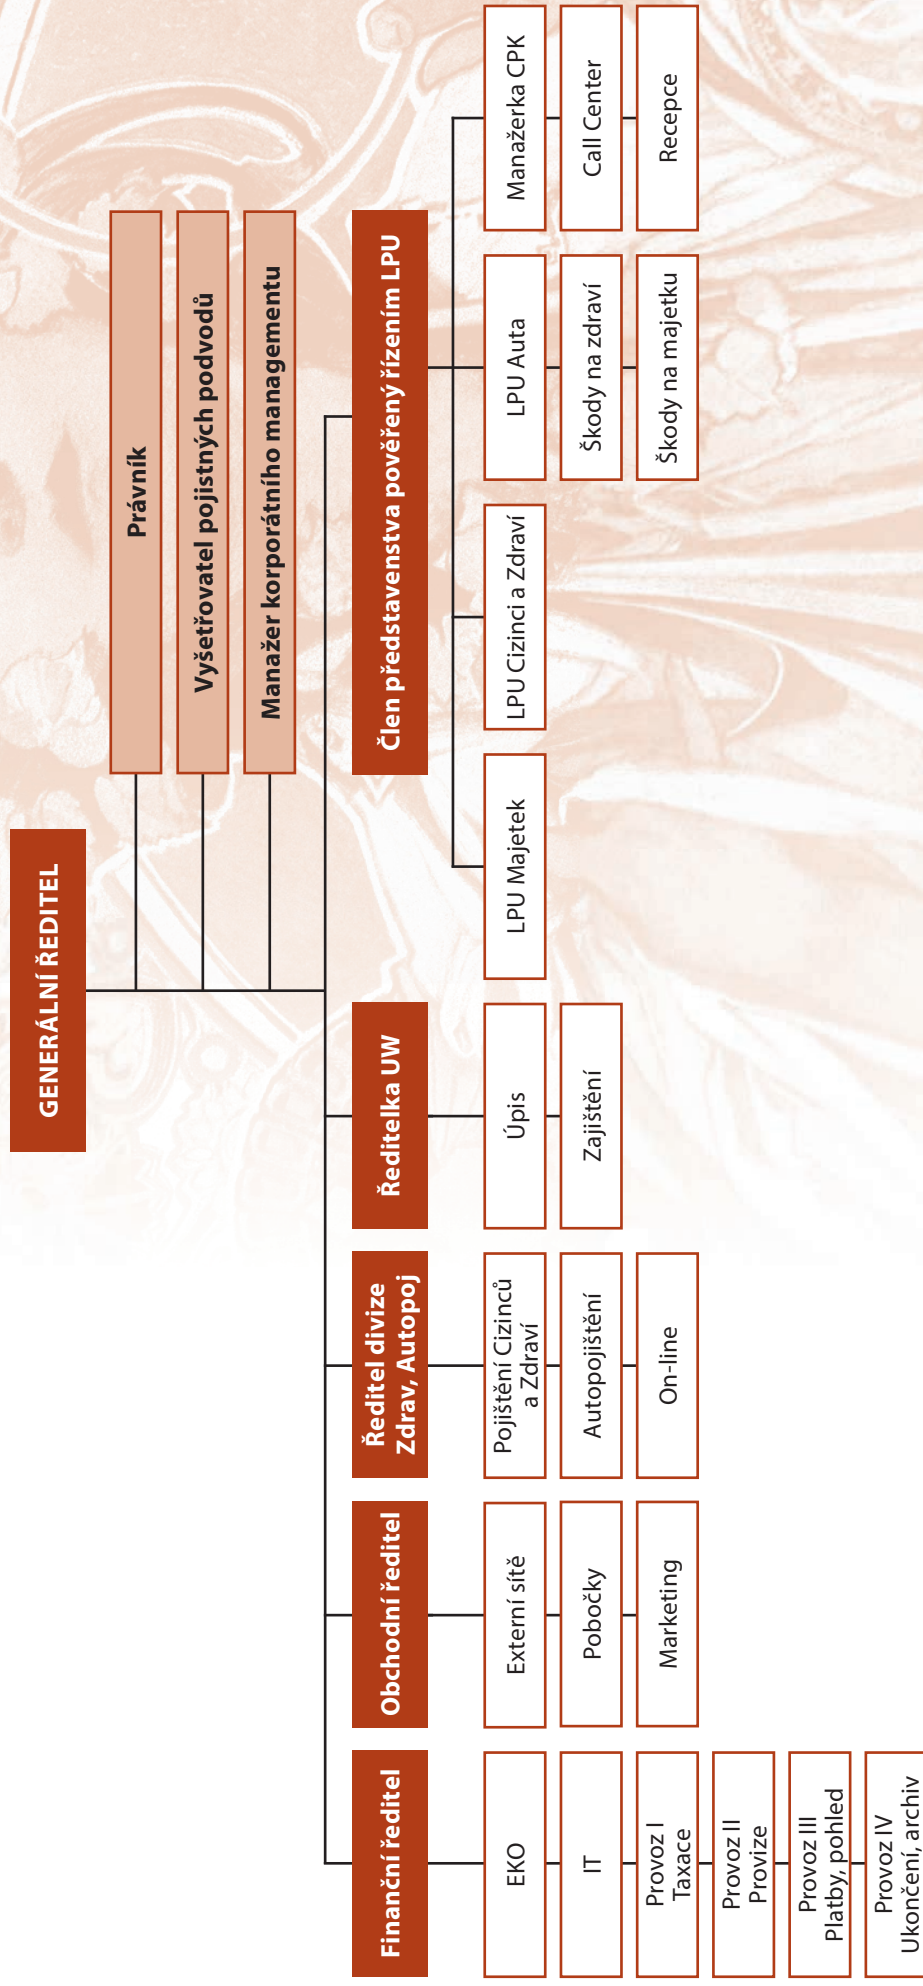 GENERÁLNÍ ŘEDITEL
Právník
Vyšetřovatel pojistných podvodů
Manažer korporátního managementu
Finanční ředitel
EKO
IT
Provoz I
Taxace
Provoz II
Provize
Provoz III
Platby, pohled
Provoz IV
Ukončení, archiv
Obchodní ředitel
Externí sítě
Pobočky
Marketing
Ředitel divize
Zdrav, Autopoj
Pojištění Cizinců
a Zdraví
Autopojištění
On-line
Ředitelka UW
Úpis
Zajištění
Člen představenstva pověřený řízením LPU
LPU Majetek
LPU Cizinci a Zdraví
LPU Auta
Škody na zdraví
Škody na majetku
Manažerka CPK
Call Center
Recepce